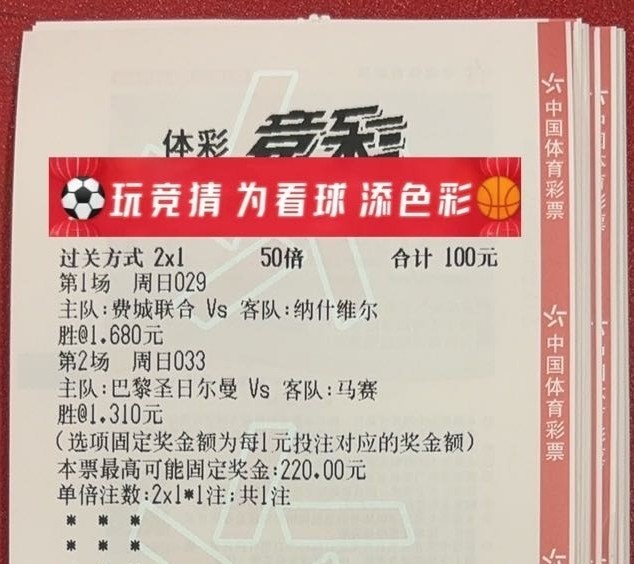 体彩 竞彩
玩竞猜 为看球 添色彩
过关方式 2x1 50倍 合计 100元
第1场 周日029
主队:费城联合 Vs 客队:纳什维尔
胜@1.680元
第2场 周日033
主队:巴黎圣日尔曼 Vs 客队:马赛
胜@1.310元
(选项固定奖金额为每1元投注对应的奖金额)
本票最高可能固定奖金:220.00元
单倍注数:2x1*1注;共1注
* * *
* * *
中国体育彩票
中国体育彩票